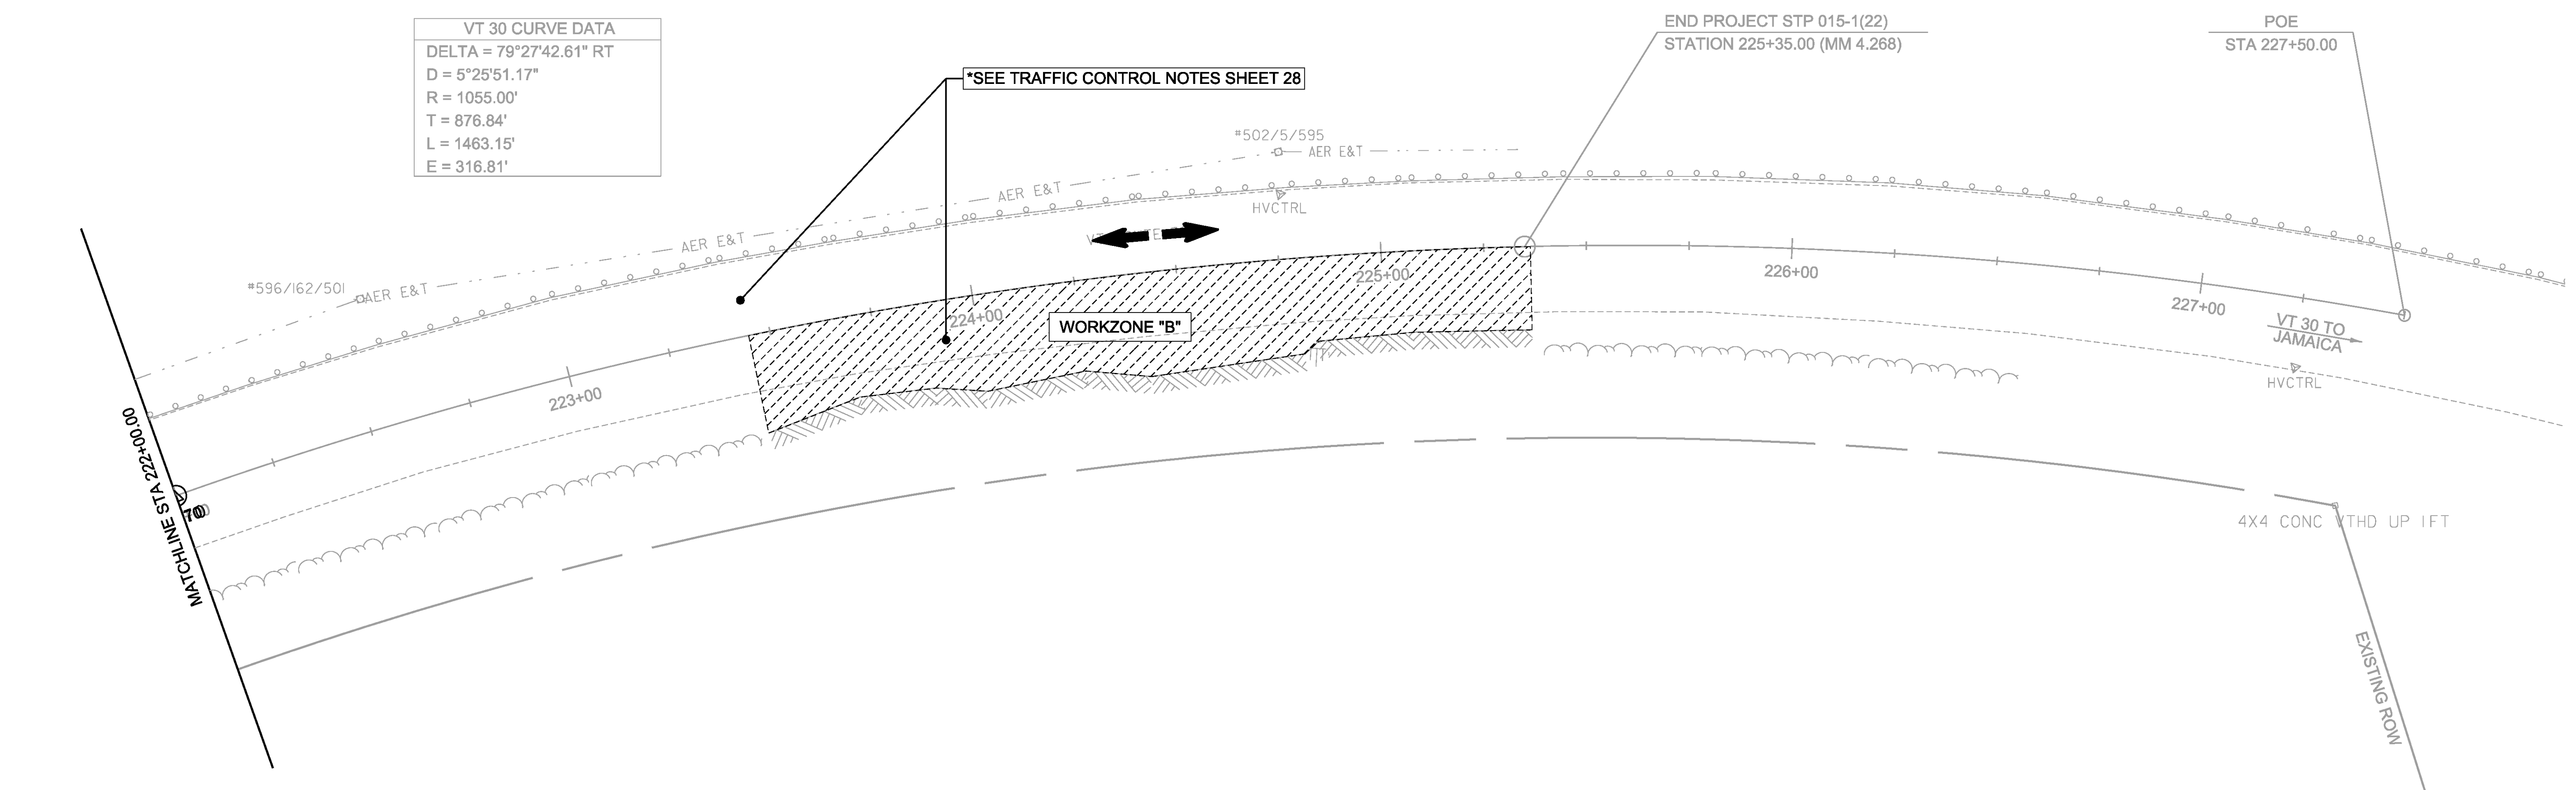 VT 30 CURVE DATA
DELTA = 79°27'42.61" RT
D = 5°25'51.17"
R = 1055.00'
T = 876.84'
L = 1463.15'
E = 316.81'
END PROJECT STP 015-1(22)
STATION 225+35.00 (MM 4.268)
POE
STA 227+50.00
*SEE TRAFFIC CONTROL NOTES SHEET 28
#502/5/595
AER E&T
AER E&T
HVCTRL
AER E&T
#596/162/501
AER E&T
225+00
226+00
227+00
224+00
WORKZONE "B"
VT 30 TO
JAMAICA
HVCTRL
223+00
MATCHLINE STA 222+00.00
4X4 CONC VTHD UP 1FT
EXISTING ROW